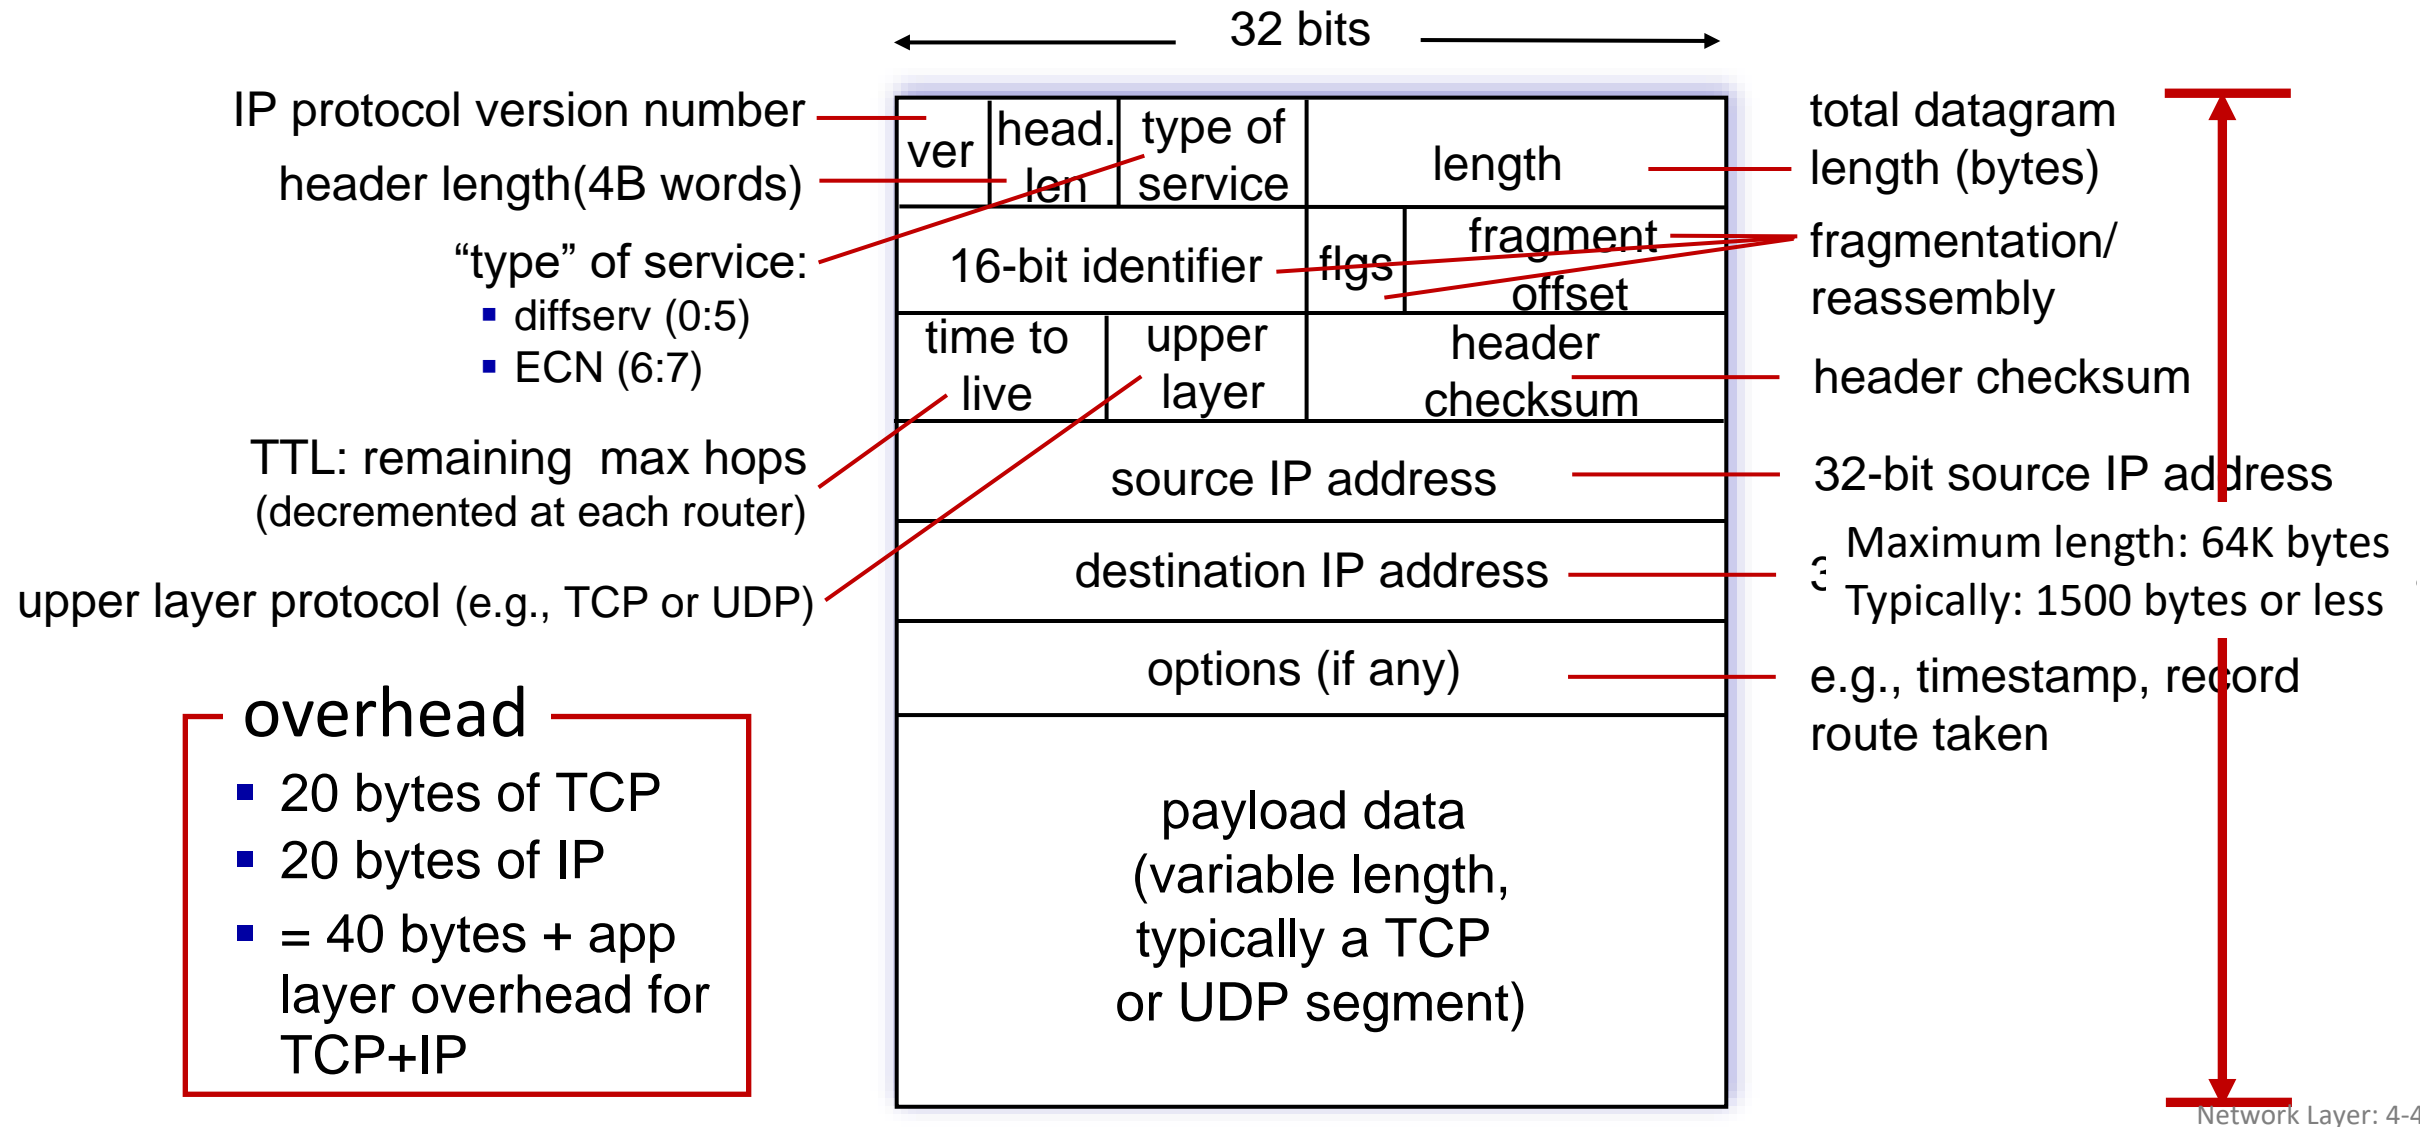 32 bits
IP protocol version number
header length(4B words)
“type” of service:
▪ diffserv (0:5)
▪ ECN (6:7)
TTL: remaining  max hops
(decremented at each router)
upper layer protocol (e.g., TCP or UDP)
overhead
▪ 20 bytes of TCP
▪ 20 bytes of IP
▪ = 40 bytes + app
layer overhead for
TCP+IP
ver
head.
len
type of
service
length
16-bit identifier
flgs
fragment
offset
time to
live
upper
layer
header
checksum
source IP address
destination IP address
options (if any)
payload data
(variable length,
typically a TCP
or UDP segment)
total datagram
length (bytes)
fragmentation/
reassembly
header checksum
32-bit source IP address
Maximum length: 64K bytes
Typically: 1500 bytes or less
e.g., timestamp, record
route taken
Network Layer: 4-4